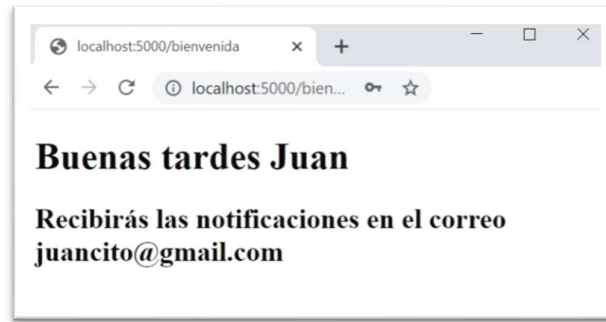 localhost:5000/bienvenida
localhost:5000/bien...
Buenas tardes Juan
Recibirás las notificaciones en el correo
juancito@gmail.com